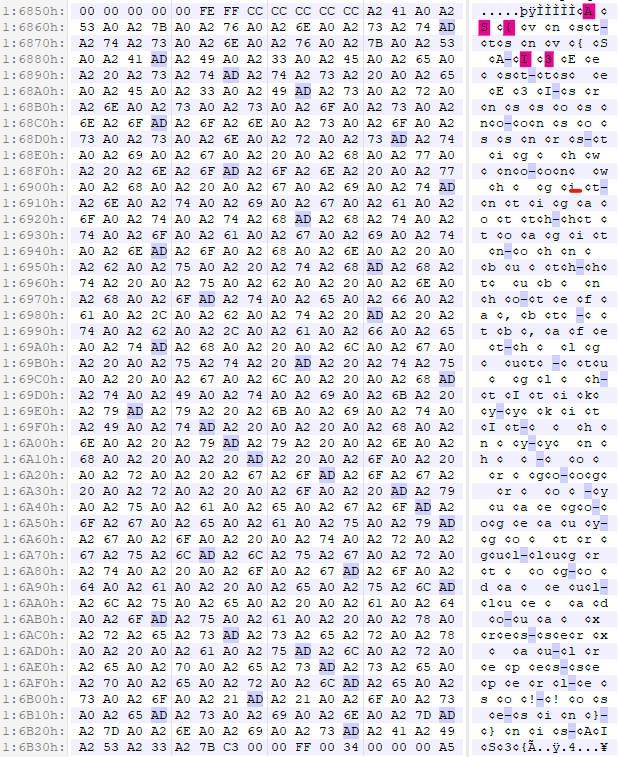 1:6850h: 00 00 00 00 00 FE FF CC CC CC CC CC A2 41 A0 A2 .....þÿÌÌÌÌÌ¢A ¢
1:6860h: 53 A0 A2 7B A0 A2 76 A0 A2 6E A0 A2 73 A2 74 AD S ¢{ ¢v ¢n ¢s¢t-
1:6870h: A2 74 A2 73 A0 A2 6E A0 A2 76 A0 A2 7B A0 A2 53 ¢t¢s ¢n ¢v ¢{ ¢S
1:6880h: A0 A2 41 AD A2 49 A0 A2 33 A0 A2 45 A0 A2 65 A0 ¢A-¢I ¢3 ¢E ¢e
1:6890h: A2 20 A2 73 A2 74 AD A2 74 A2 73 A2 20 A0 A2 65 ¢ ¢s¢t-¢t¢s¢ ¢e
1:68A0h: A0 A2 45 A0 A2 33 A0 A2 49 AD A2 73 A0 A2 72 A0 ¢E ¢3 ¢I-¢s ¢r
1:68B0h: A2 6E A0 A2 73 A0 A2 73 A0 A2 6F A0 A2 73 A0 A2 ¢n ¢s ¢s ¢o ¢s ¢
1:68C0h: 6E A2 6F AD A2 6F A2 6E A0 A2 73 A0 A2 6F A0 A2 n¢o-¢o¢n ¢s ¢o ¢
1:68D0h: 73 A0 A2 73 A0 A2 6E A0 A2 72 A0 A2 73 AD A2 74 s ¢s ¢n ¢r ¢s-¢t
1:68E0h: A0 A2 69 A0 A2 67 A0 A2 20 A0 A2 68 A0 A2 77 A0 ¢i ¢g ¢ ¢h ¢w
1:68F0h: A2 20 A2 6E A2 6F AD A2 6F A2 6E A2 20 A0 A2 77 ¢ ¢n¢o-¢o¢n¢ ¢w
1:6900h: A0 A2 68 A0 A2 20 A0 A2 67 A0 A2 69 A0 A2 74 AD ¢h ¢ ¢g ¢i ¢t-
1:6910h: A2 6E A0 A2 74 A0 A2 69 A0 A2 67 A0 A2 61 A0 A2 ¢n ¢t ¢i ¢g ¢a ¢
1:6920h: 6F A0 A2 74 A0 A2 74 A2 68 AD A2 68 A2 74 A0 A2 o ¢t ¢t¢h-¢h¢t ¢
1:6930h: 74 A0 A2 6F A0 A2 61 A0 A2 67 A0 A2 69 A0 A2 74 t ¢o ¢a ¢g ¢i ¢t
1:6940h: A0 A2 6E AD A2 6F A0 A2 68 A0 A2 6E A0 A2 20 A0 ¢n-¢o ¢h ¢n ¢
1:6950h: A2 62 A0 A2 75 A0 A2 20 A2 74 A2 68 AD A2 68 A2 ¢b ¢u ¢ ¢t¢h-¢h¢
1:6960h: 74 A2 20 A0 A2 75 A0 A2 62 A0 A2 20 A0 A2 6E A0 t¢ ¢u ¢b ¢ ¢n
1:6970h: A2 68 A0 A2 6F AD A2 74 A0 A2 65 A0 A2 66 A0 A2 ¢h ¢o-¢t ¢e ¢f ¢
1:6980h: 61 A0 A2 2C A0 A2 62 A0 A2 74 A2 20 AD A2 20 A2 a ¢, ¢b ¢t¢ -¢ ¢
1:6990h: 74 A0 A2 62 A0 A2 2C A0 A2 61 A0 A2 66 A0 A2 65 t ¢b ¢, ¢a ¢f ¢e
1:69A0h: A0 A2 74 AD A2 68 A0 A2 20 A0 A2 6C A0 A2 67 A0 ¢t-¢h ¢ ¢l ¢g
1:69B0h: A2 20 A0 A2 75 A2 74 A2 20 AD A2 20 A2 74 A2 75 ¢ ¢u¢t¢ -¢ ¢t¢u
1:69C0h: A0 A2 20 A0 A2 67 A0 A2 6C A0 A2 20 A0 A2 68 AD ¢ ¢g ¢l ¢ ¢h-
1:69D0h: A2 74 A0 A2 49 A0 A2 74 A0 A2 69 A0 A2 6B A2 20 ¢t ¢I ¢t ¢i ¢k¢
1:69E0h: A2 79 AD A2 79 A2 20 A2 6B A0 A2 69 A0 A2 74 A0 ¢y-¢y¢ ¢k ¢i ¢t
1:69F0h: A2 49 A0 A2 74 AD A2 20 A0 A2 20 A0 A2 68 A0 A2 ¢I ¢t-¢ ¢ ¢h ¢
1:6A00h: 6E A0 A2 20 A2 79 AD A2 79 A2 20 A0 A2 6E A0 A2 n ¢ ¢y-¢y¢ ¢n ¢
1:6A10h: 68 A0 A2 20 A0 A2 20 AD A2 20 A0 A2 6F A0 A2 20 h ¢ ¢ -¢ ¢o ¢
1:6A20h: A0 A2 72 A0 A2 20 A2 67 A2 6F AD A2 6F A2 67 A2 ¢r ¢ ¢g¢o-¢o¢g¢
1:6A30h: 20 A0 A2 72 A0 A2 20 A0 A2 6F A0 A2 20 AD A2 79 ¢r ¢ ¢o ¢ -¢y
1:6A40h: A0 A2 75 A0 A2 61 A0 A2 65 A0 A2 67 A2 6F AD A2 ¢u ¢a ¢e ¢g¢o-¢
1:6A50h: 6F A2 67 A0 A2 65 A0 A2 61 A0 A2 75 A0 A2 79 AD o¢g ¢e ¢a ¢u ¢y-
1:6A60h: A2 67 A0 A2 6F A0 A2 20 A0 A2 74 A0 A2 72 A0 A2 ¢g ¢o ¢ ¢t ¢r ¢
1:6A70h: 67 A2 75 A2 6C AD A2 6C A2 75 A2 67 A0 A2 72 A0 g¢u¢l-¢l¢u¢g ¢r
1:6A80h: A2 74 A0 A2 20 A0 A2 6F A0 A2 67 AD A2 6F A0 A2 ¢t ¢ ¢o ¢g-¢o ¢
1:6A90h: 64 A0 A2 61 A0 A2 20 A0 A2 65 A0 A2 75 A2 6C AD d ¢a ¢ ¢e ¢u¢l-
1:6AA0h: A2 6C A2 75 A0 A2 65 A0 A2 20 A0 A2 61 A0 A2 64 ¢l¢u ¢e ¢ ¢a ¢d
1:6AB0h: A0 A2 6F AD A2 75 A0 A2 61 A0 A2 20 A0 A2 78 A0 ¢o-¢u ¢a ¢ ¢x
1:6AC0h: A2 72 A2 65 A2 73 AD A2 73 A2 65 A2 72 A0 A2 78 ¢r¢e¢s-¢s¢e¢r ¢x
1:6AD0h: A0 A2 20 A0 A2 61 A0 A2 75 AD A2 6C A0 A2 72 A0 ¢ ¢a ¢u-¢l ¢r
1:6AE0h: A2 65 A0 A2 70 A0 A2 65 A2 73 AD A2 73 A2 65 A0 ¢e ¢p ¢e¢s-¢s¢e
1:6AF0h: A2 70 A0 A2 65 A0 A2 72 A0 A2 6C AD A2 65 A0 A2 ¢p ¢e ¢r ¢l-¢e ¢
1:6B00h: 73 A0 A2 6F A0 A2 21 AD A2 21 A0 A2 6F A0 A2 73 s ¢o ¢!-¢! ¢o ¢s
1:6B10h: A0 A2 65 AD A2 73 A0 A2 69 A0 A2 6E A0 A2 7D AD ¢e-¢s ¢i ¢n ¢}-
1:6B20h: A2 7D A0 A2 6E A0 A2 69 A0 A2 73 AD A2 41 A2 49 ¢} ¢n ¢i ¢s-¢A¢I
1:6B30h: A2 53 A2 33 A2 7B C3 00 00 FF 00 34 00 00 00 A5 ¢S¢3¢{Ã..ÿ.4...¥